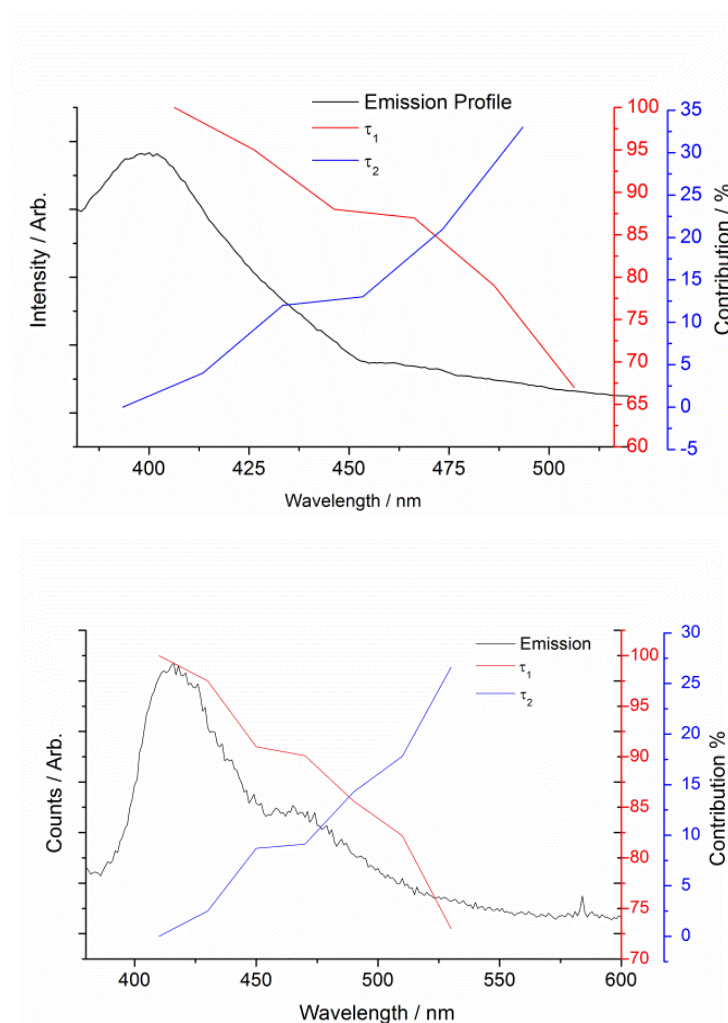 Emission Profile
τ1
τ2
Intensity / Arb.
400 425 450 475 500
Wavelength / nm
100
95
90
85
80
75
70
65
60
35
30
25
20
15
10
5
0
-5
Contribution / %
Emission
τ1
τ2
Counts / Arb.
400 450 500 550 600
Wavelength / nm
100
95
90
85
80
75
70
30
25
20
15
10
5
0
Contribution %